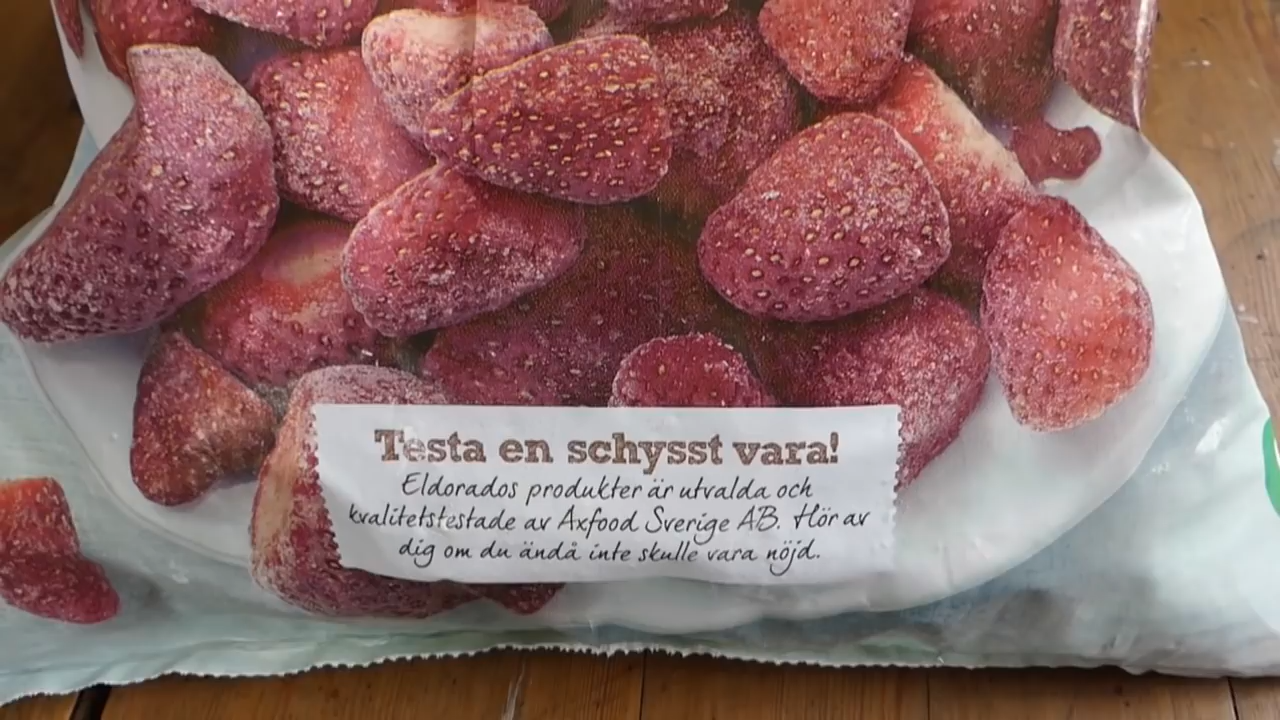 Testa en schysst vara!
Eldorados produkter är utvalda och
kvalitetstestade av Axfood Sverige AB. Hör av
dig om du ändå inte skulle vara nöjd.